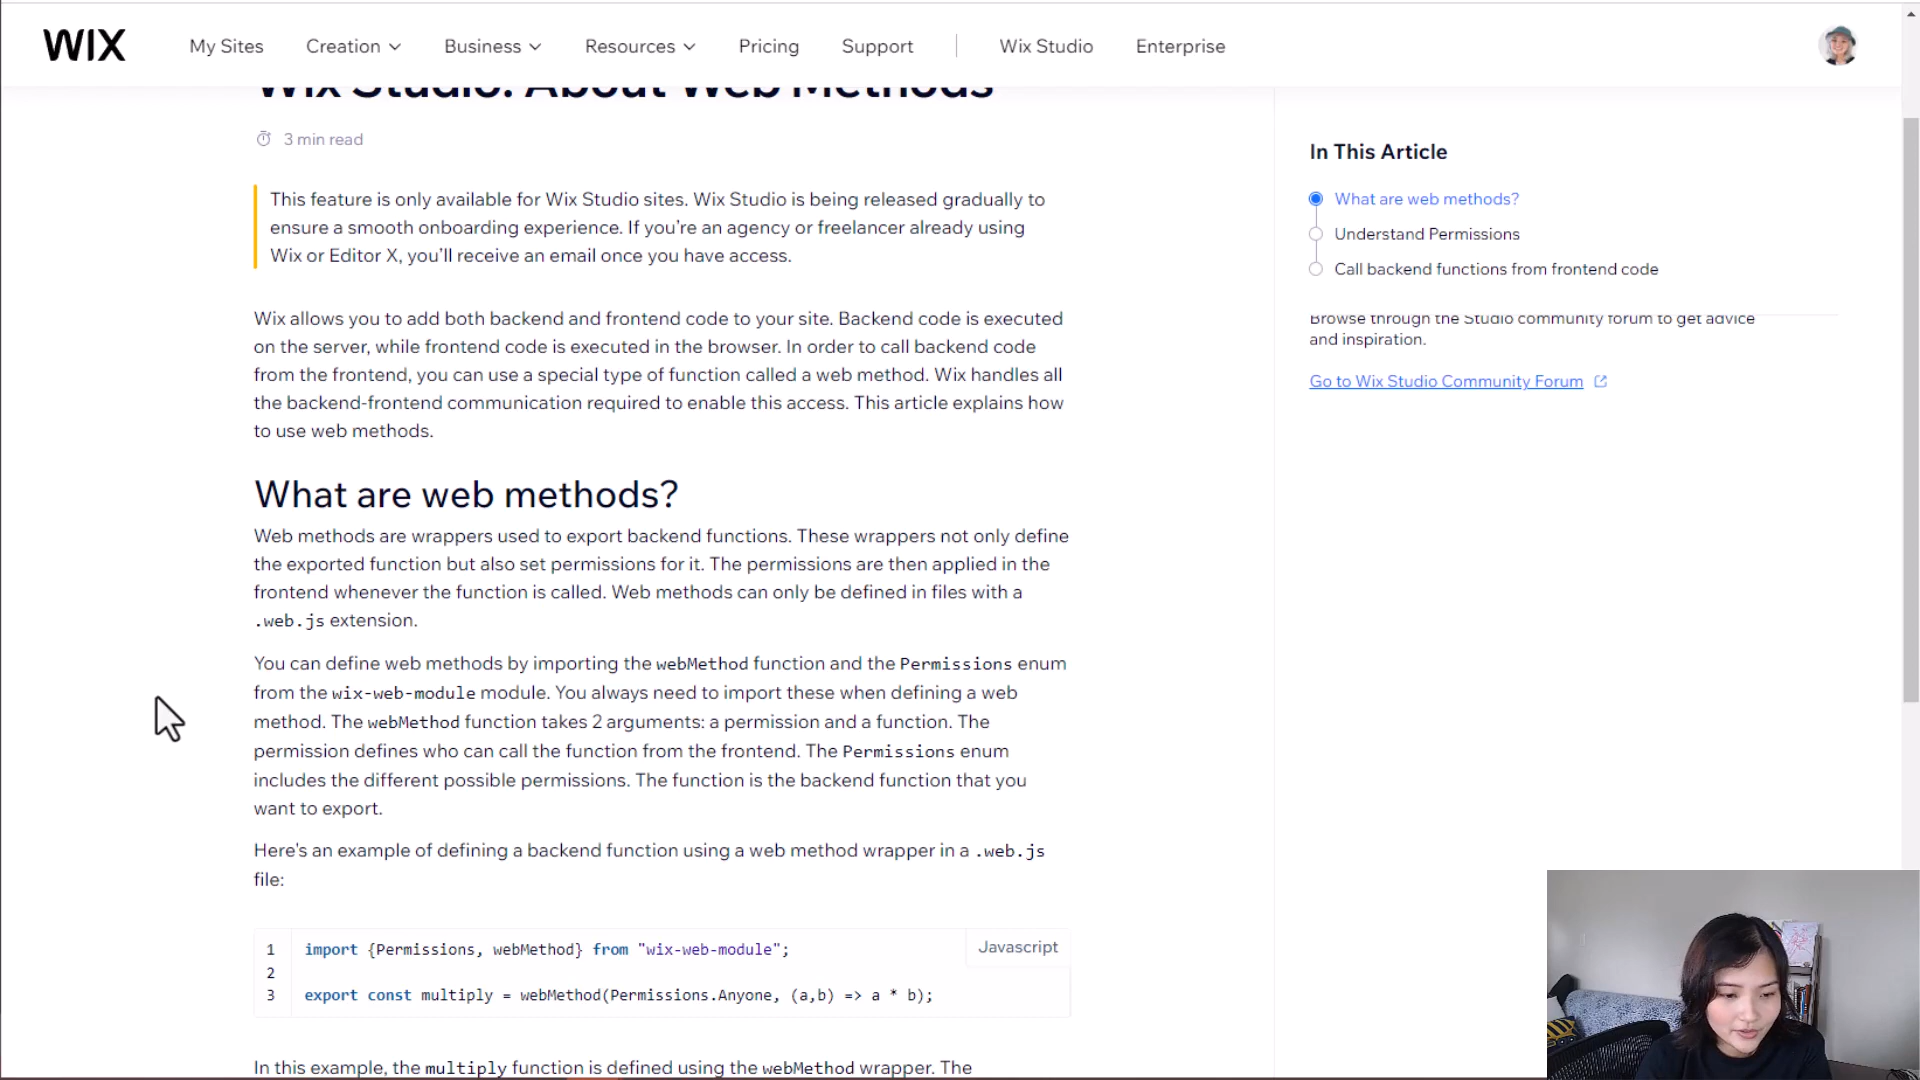 WIX
My Sites
Creation
Business
Resources
Pricing
Support
Wix Studio
Enterprise
Wix Studio: About Web Methods
3 min read
This feature is only available for Wix Studio sites. Wix Studio is being released gradually to
ensure a smooth onboarding experience. If you're an agency or freelancer already using
Wix or Editor X, you'll receive an email once you have access.
Wix allows you to add both backend and frontend code to your site. Backend code is executed
on the server, while frontend code is executed in the browser. In order to call backend code
from the frontend, you can use a special type of function called a web method. Wix handles all
the backend-frontend communication required to enable this access. This article explains how
to use web methods.
What are web methods?
Web methods are wrappers used to export backend functions. These wrappers not only define
the exported function but also set permissions for it. The permissions are then applied in the
frontend whenever the function is called. Web methods can only be defined in files with a
.web.js extension.
You can define web methods by importing the webMethod function and the Permissions enum
from the wix-web-module module. You always need to import these when defining a web
method. The webMethod function takes 2 arguments: a permission and a function. The
permission defines who can call the function from the frontend. The Permissions enum
includes the different possible permissions. The function is the backend function that you
want to export.
Here's an example of defining a backend function using a web method wrapper in a .web.js
file:
Javascript
1 import {Permissions, webMethod} from "wix-web-module";
2
3 export const multiply = webMethod(Permissions.Anyone, (a,b) => a * b);
In this example, the multiply function is defined using the webMethod wrapper. The
In This Article
What are web methods?
Understand Permissions
Call backend functions from frontend code
Browse through the Studio community forum to get advice
and inspiration.
Go to Wix Studio Community Forum